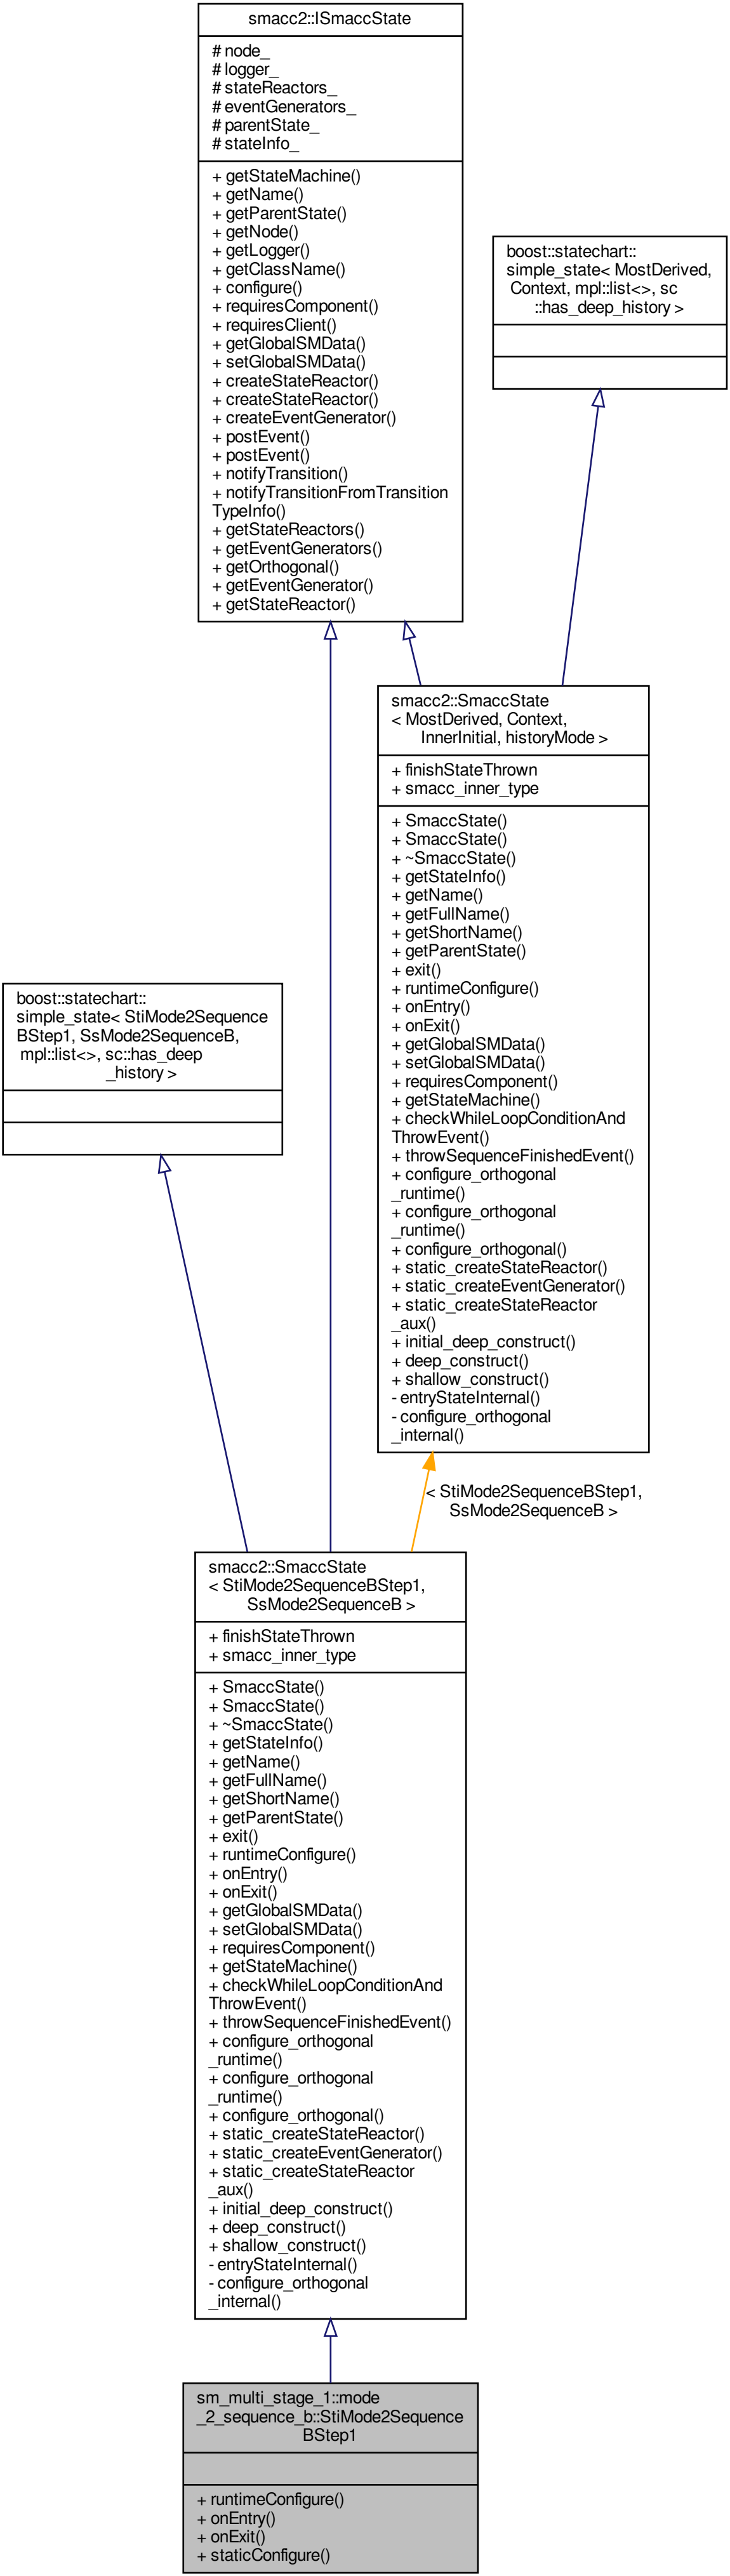 smacc2::ISmaccState
# node_
# logger_
# stateReactors_
# eventGenerators_
# parentState_
# stateInfo_
+ getStateMachine()
+ getName()
+ getParentState()
+ getNode()
+ getLogger()
+ getClassName()
+ configure()
+ requiresComponent()
+ requiresClient()
+ getGlobalSMData()
+ setGlobalSMData()
+ createStateReactor()
+ createStateReactor()
+ createEventGenerator()
+ postEvent()
+ postEvent()
+ notifyTransition()
+ notifyTransitionFromTransition
TypeInfo()
+ getStateReactors()
+ getEventGenerators()
+ getOrthogonal()
+ getEventGenerator()
+ getStateReactor()
boost::statechart::
simple_state< MostDerived,
Context, mpl::list<>, sc
::has_deep_history >
smacc2::SmaccState
< MostDerived, Context,
InnerInitial, historyMode >
+ finishStateThrown
+ smacc_inner_type
+ SmaccState()
+ SmaccState()
+ ~SmaccState()
+ getStateInfo()
+ getName()
+ getFullName()
+ getShortName()
+ getParentState()
+ exit()
+ runtimeConfigure()
+ onEntry()
+ onExit()
+ getGlobalSMData()
+ setGlobalSMData()
+ requiresComponent()
+ getStateMachine()
+ checkWhileLoopConditionAnd
ThrowEvent()
+ throwSequenceFinishedEvent()
+ configure_orthogonal
_runtime()
+ configure_orthogonal
_runtime()
+ configure_orthogonal()
+ static_createStateReactor()
+ static_createEventGenerator()
+ static_createStateReactor
_aux()
+ initial_deep_construct()
+ deep_construct()
+ shallow_construct()
- entryStateInternal()
- configure_orthogonal
_internal()
boost::statechart::
simple_state< StiMode2Sequence
BStep1, SsMode2SequenceB,
mpl::list<>, sc::has_deep
_history >
< StiMode2SequenceBStep1,
SsMode2SequenceB >
smacc2::SmaccState
< StiMode2SequenceBStep1,
SsMode2SequenceB >
+ finishStateThrown
+ smacc_inner_type
+ SmaccState()
+ SmaccState()
+ ~SmaccState()
+ getStateInfo()
+ getName()
+ getFullName()
+ getShortName()
+ getParentState()
+ exit()
+ runtimeConfigure()
+ onEntry()
+ onExit()
+ getGlobalSMData()
+ setGlobalSMData()
+ requiresComponent()
+ getStateMachine()
+ checkWhileLoopConditionAnd
ThrowEvent()
+ throwSequenceFinishedEvent()
+ configure_orthogonal
_runtime()
+ configure_orthogonal
_runtime()
+ configure_orthogonal()
+ static_createStateReactor()
+ static_createEventGenerator()
+ static_createStateReactor
_aux()
+ initial_deep_construct()
+ deep_construct()
+ shallow_construct()
- entryStateInternal()
- configure_orthogonal
_internal()
sm_multi_stage_1::mode
_2_sequence_b::StiMode2Sequence
BStep1
+ runtimeConfigure()
+ onEntry()
+ onExit()
+ staticConfigure()